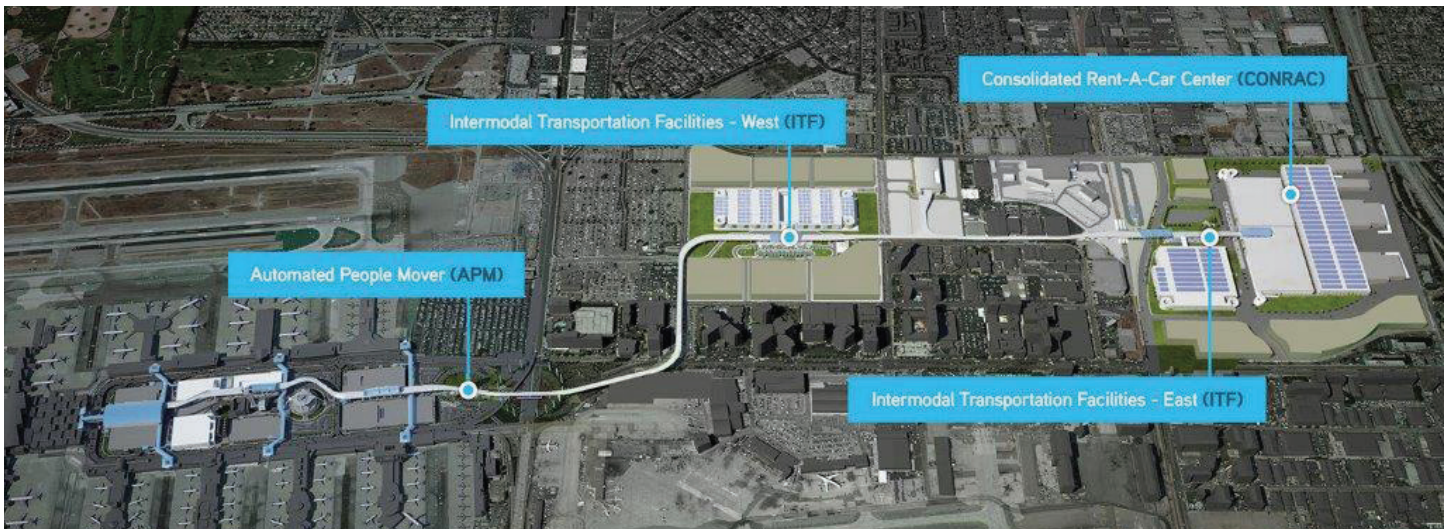 Consolidated Rent-A-Car Center (CONRAC)
Intermodal Transportation Facilities - West (ITF)
Automated People Mover (APM)
Intermodal Transportation Facilities - East (ITF)